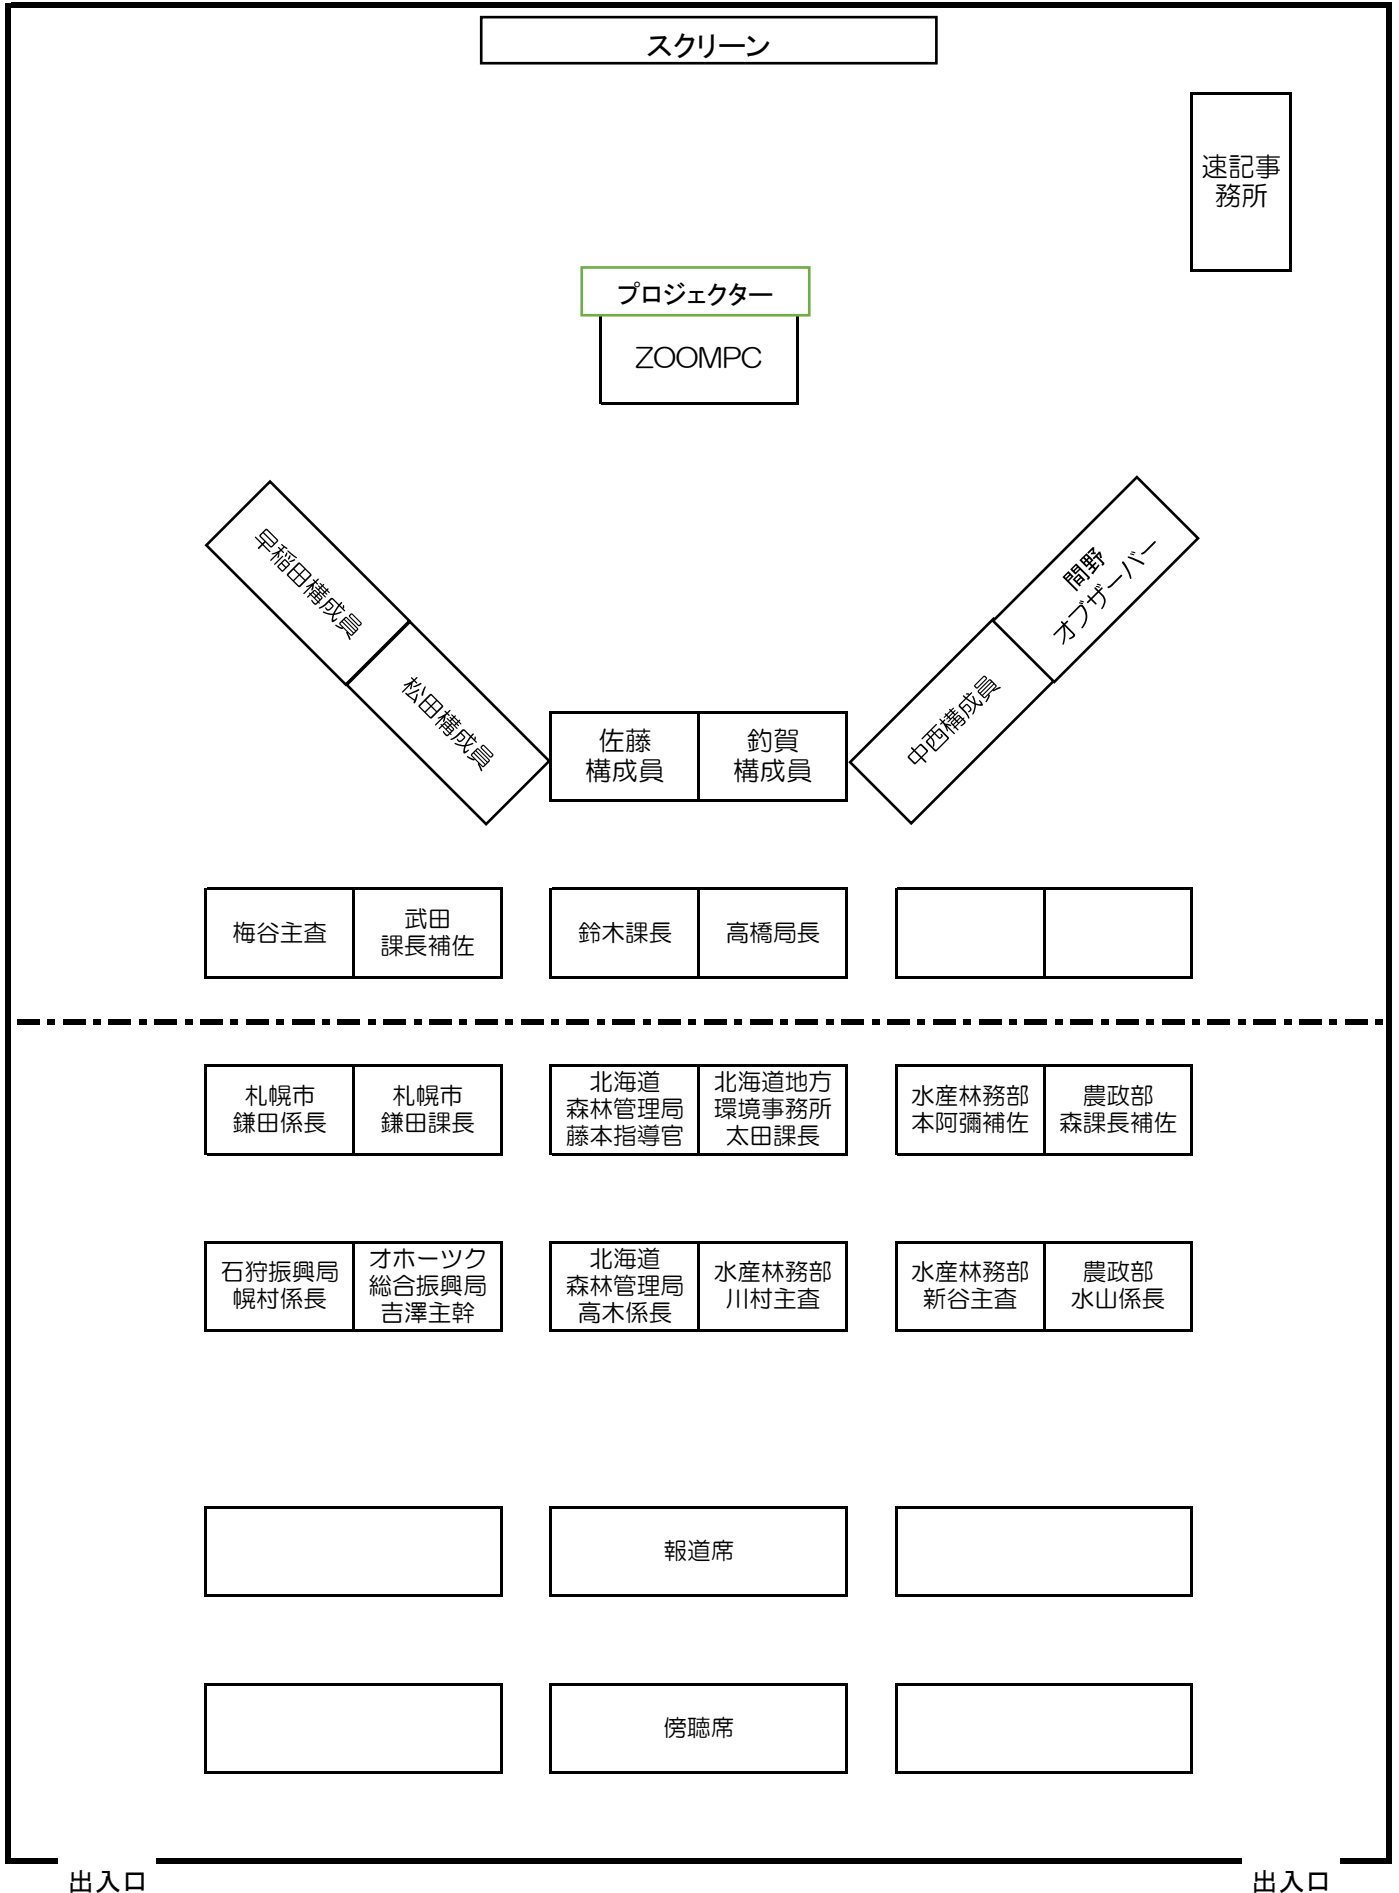 スクリーン
速記事
務所
プロジェクター
ZOOMPC
早稲田構成員
松田構成員
佐藤
構成員
釣賀
構成員
中西構成員
間野
オブザーバー
梅谷主査
武田
課長補佐
鈴木課長
高橋局長
札幌市
鎌田係長
札幌市
鎌田課長
北海道
森林管理局
藤本指導官
北海道地方
環境事務所
太田課長
水産林務部
本阿彌補佐
農政部
森課長補佐
石狩振興局
幌村係長
オホーツク
総合振興局
吉澤主幹
北海道
森林管理局
高木係長
水産林務部
川村主査
水産林務部
新谷主査
農政部
水山係長
報道席
傍聴席
出入口
出入口